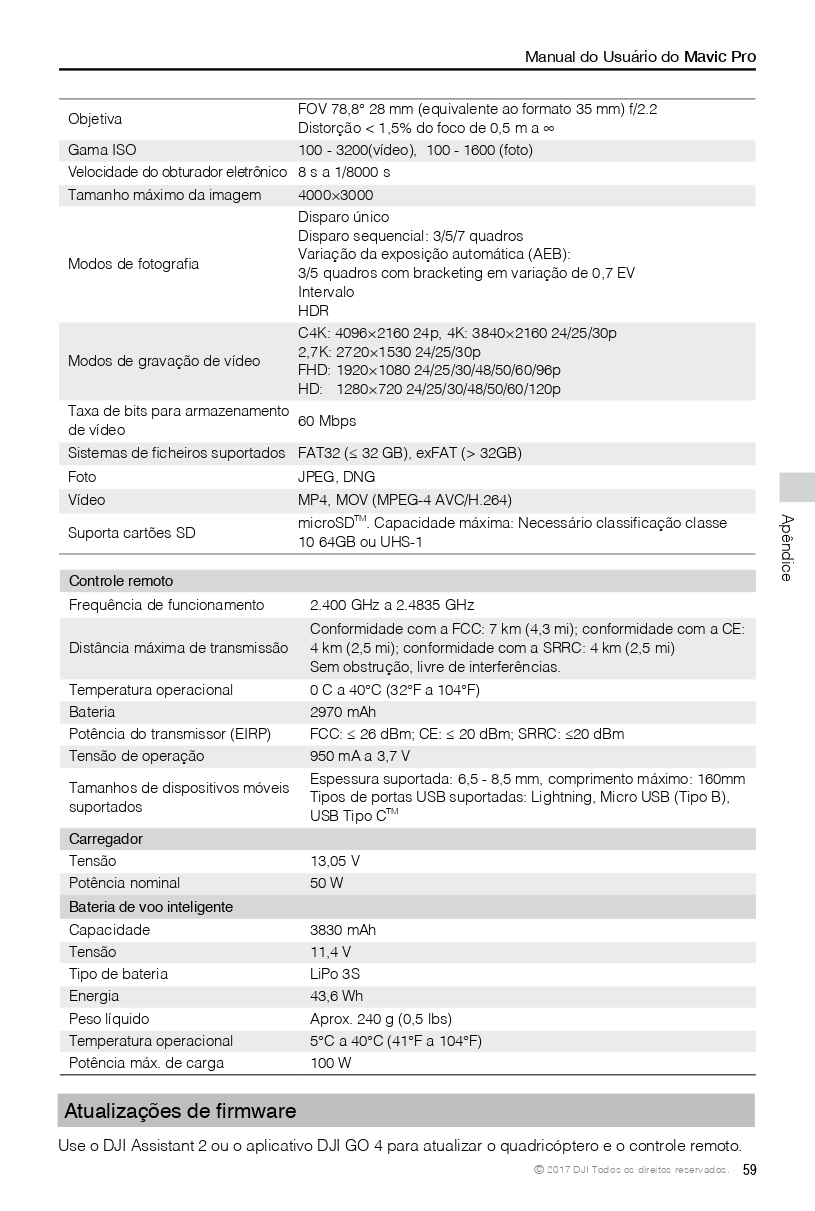 Manual do Usuário do Mavic Pro
Objetiva
FOV 78,8° 28 mm (equivalente ao formato 35 mm) f/2.2
Distorção < 1,5% do foco de 0,5 m a ∞
Gama ISO 100 - 3200(vídeo), 100 - 1600 (foto)
Velocidade do obturador eletrônico 8 s a 1/8000 s
Tamanho máximo da imagem 4000×3000
Modos de fotografia
Disparo único
Disparo sequencial: 3/5/7 quadros
Variação da exposição automática (AEB):
3/5 quadros com bracketing em variação de 0,7 EV
Intervalo
HDR
Modos de gravação de vídeo
C4K: 4096×2160 24p, 4K: 3840×2160 24/25/30p
2,7K: 2720×1530 24/25/30p
FHD: 1920×1080 24/25/30/48/50/60/96p
HD: 1280×720 24/25/30/48/50/60/120p
Taxa de bits para armazenamento
de vídeo
60 Mbps
Sistemas de ficheiros suportados FAT32 (≤ 32 GB), exFAT (> 32GB)
Foto JPEG, DNG
Vídeo MP4, MOV (MPEG-4 AVC/H.264)
Suporta cartões SD
microSD™. Capacidade máxima: Necessário classificação classe
10 64GB ou UHS-1
Controle remoto
Frequência de funcionamento 2.400 GHz a 2.4835 GHz
Distância máxima de transmissão
Conformidade com a FCC: 7 km (4,3 mi); conformidade com a CE:
4 km (2,5 mi); conformidade com a SRRC: 4 km (2,5 mi)
Sem obstrução, livre de interferências.
Temperatura operacional 0 C a 40°C (32°F a 104°F)
Bateria 2970 mAh
Potência do transmissor (EIRP) FCC: ≤ 26 dBm; CE: ≤ 20 dBm; SRRC: ≤20 dBm
Tensão de operação 950 mA a 3,7 V
Tamanhos de dispositivos móveis
suportados
Espessura suportada: 6,5 - 8,5 mm, comprimento máximo: 160mm
Tipos de portas USB suportadas: Lightning, Micro USB (Tipo B),
USB Tipo C™
Carregador
Tensão 13,05 V
Potência nominal 50 W
Bateria de voo inteligente
Capacidade 3830 mAh
Tensão 11,4 V
Tipo de bateria LiPo 3S
Energia 43,6 Wh
Peso líquido Aprox. 240 g (0,5 lbs)
Temperatura operacional 5°C a 40°C (41°F a 104°F)
Potência máx. de carga 100 W
Apêndice
Atualizações de firmware
Use o DJI Assistant 2 ou o aplicativo DJI GO 4 para atualizar o quadricóptero e o controle remoto.
© 2017 DJI Todos os direitos reservados. 59